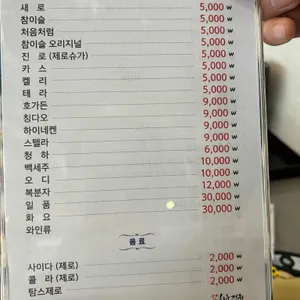 새 로 5,000 ₩
참이슬 5,000 ₩
처음처럼 5,000 ₩
참이슬 오리지널 5,000 ₩
진 로 (제로슈가) 5,000 ₩
카 스 5,000 ₩
켈 리 5,000 ₩
테 라 5,000 ₩
호가든 9,000 ₩
칭다오 9,000 ₩
하이네켄 9,000 ₩
스텔라 9,000 ₩
청 하 6,000 ₩
백세주 10,000 ₩
오 디 10,000 ₩
복분자 12,000 ₩
일 품 30,000 ₩
화 요 30,000 ₩
와인류
음료
사이다 (제로) 2,000 ₩
콜 라 (제로) 2,000 ₩
탐스제로 2,000 ₩